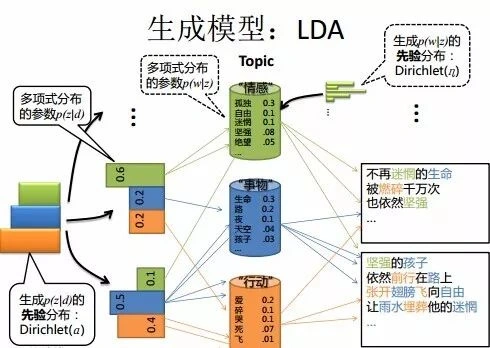 生成模型：LDA
Topic
多项式分布
的参数p(z|d)
多项式分布
的参数p(w|z)
生成p(w|z)的
先验分布：
Dirichlet(η)
"情感"
孤独 0.3
自由 0.1
迷惘 0.1
坚强 .08
绝望 .05
...
0.6
0.2
0.2
"事物"
生命 0.3
路 0.2
夜 0.1
天空 .04
孩子 .03
...
0.1
0.5
0.4
"行动"
爱 0.2
碎 0.1
哭 0.1
死 .07
飞 .01
生成p(z|d)的
先验分布：
Dirichlet(α)
不再迷惘的生命
被燃碎千万次
也依然坚强
...
坚强的孩子
依然前行在路上
张开翅膀飞向自由
让雨水埋葬他的迷惘
...